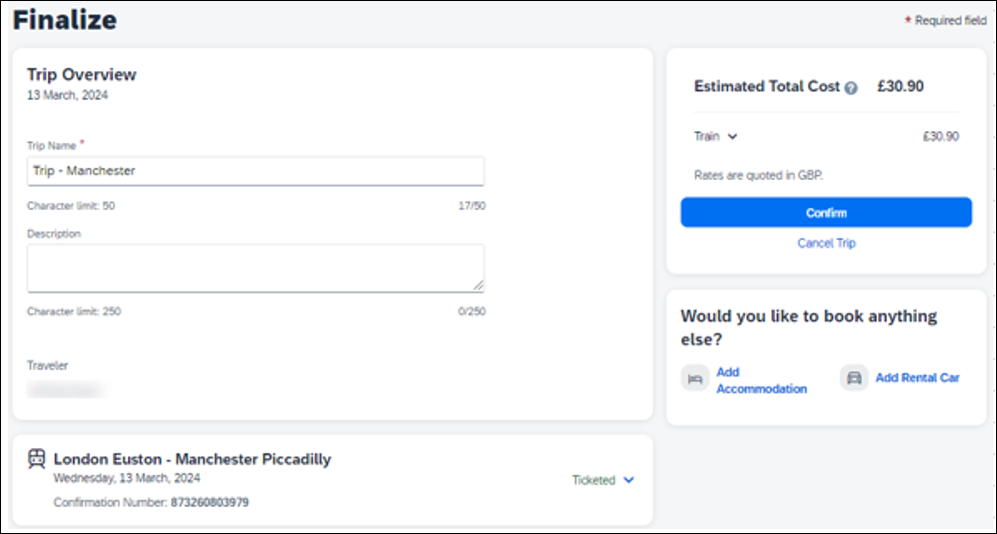 Finalize
* Required field
Trip Overview
13 March, 2024
Trip Name *
Trip - Manchester
Character limit: 50
17/50
Description
Character limit: 250
0/250
Traveler
London Euston - Manchester Piccadilly
Wednesday, 13 March, 2024
Confirmation Number: 873260803979
Ticketed
Estimated Total Cost ? £30.90
Train £30.90
Rates are quoted in GBP.
Confirm
Cancel Trip
Would you like to book anything
else?
Add
Accommodation
Add Rental Car